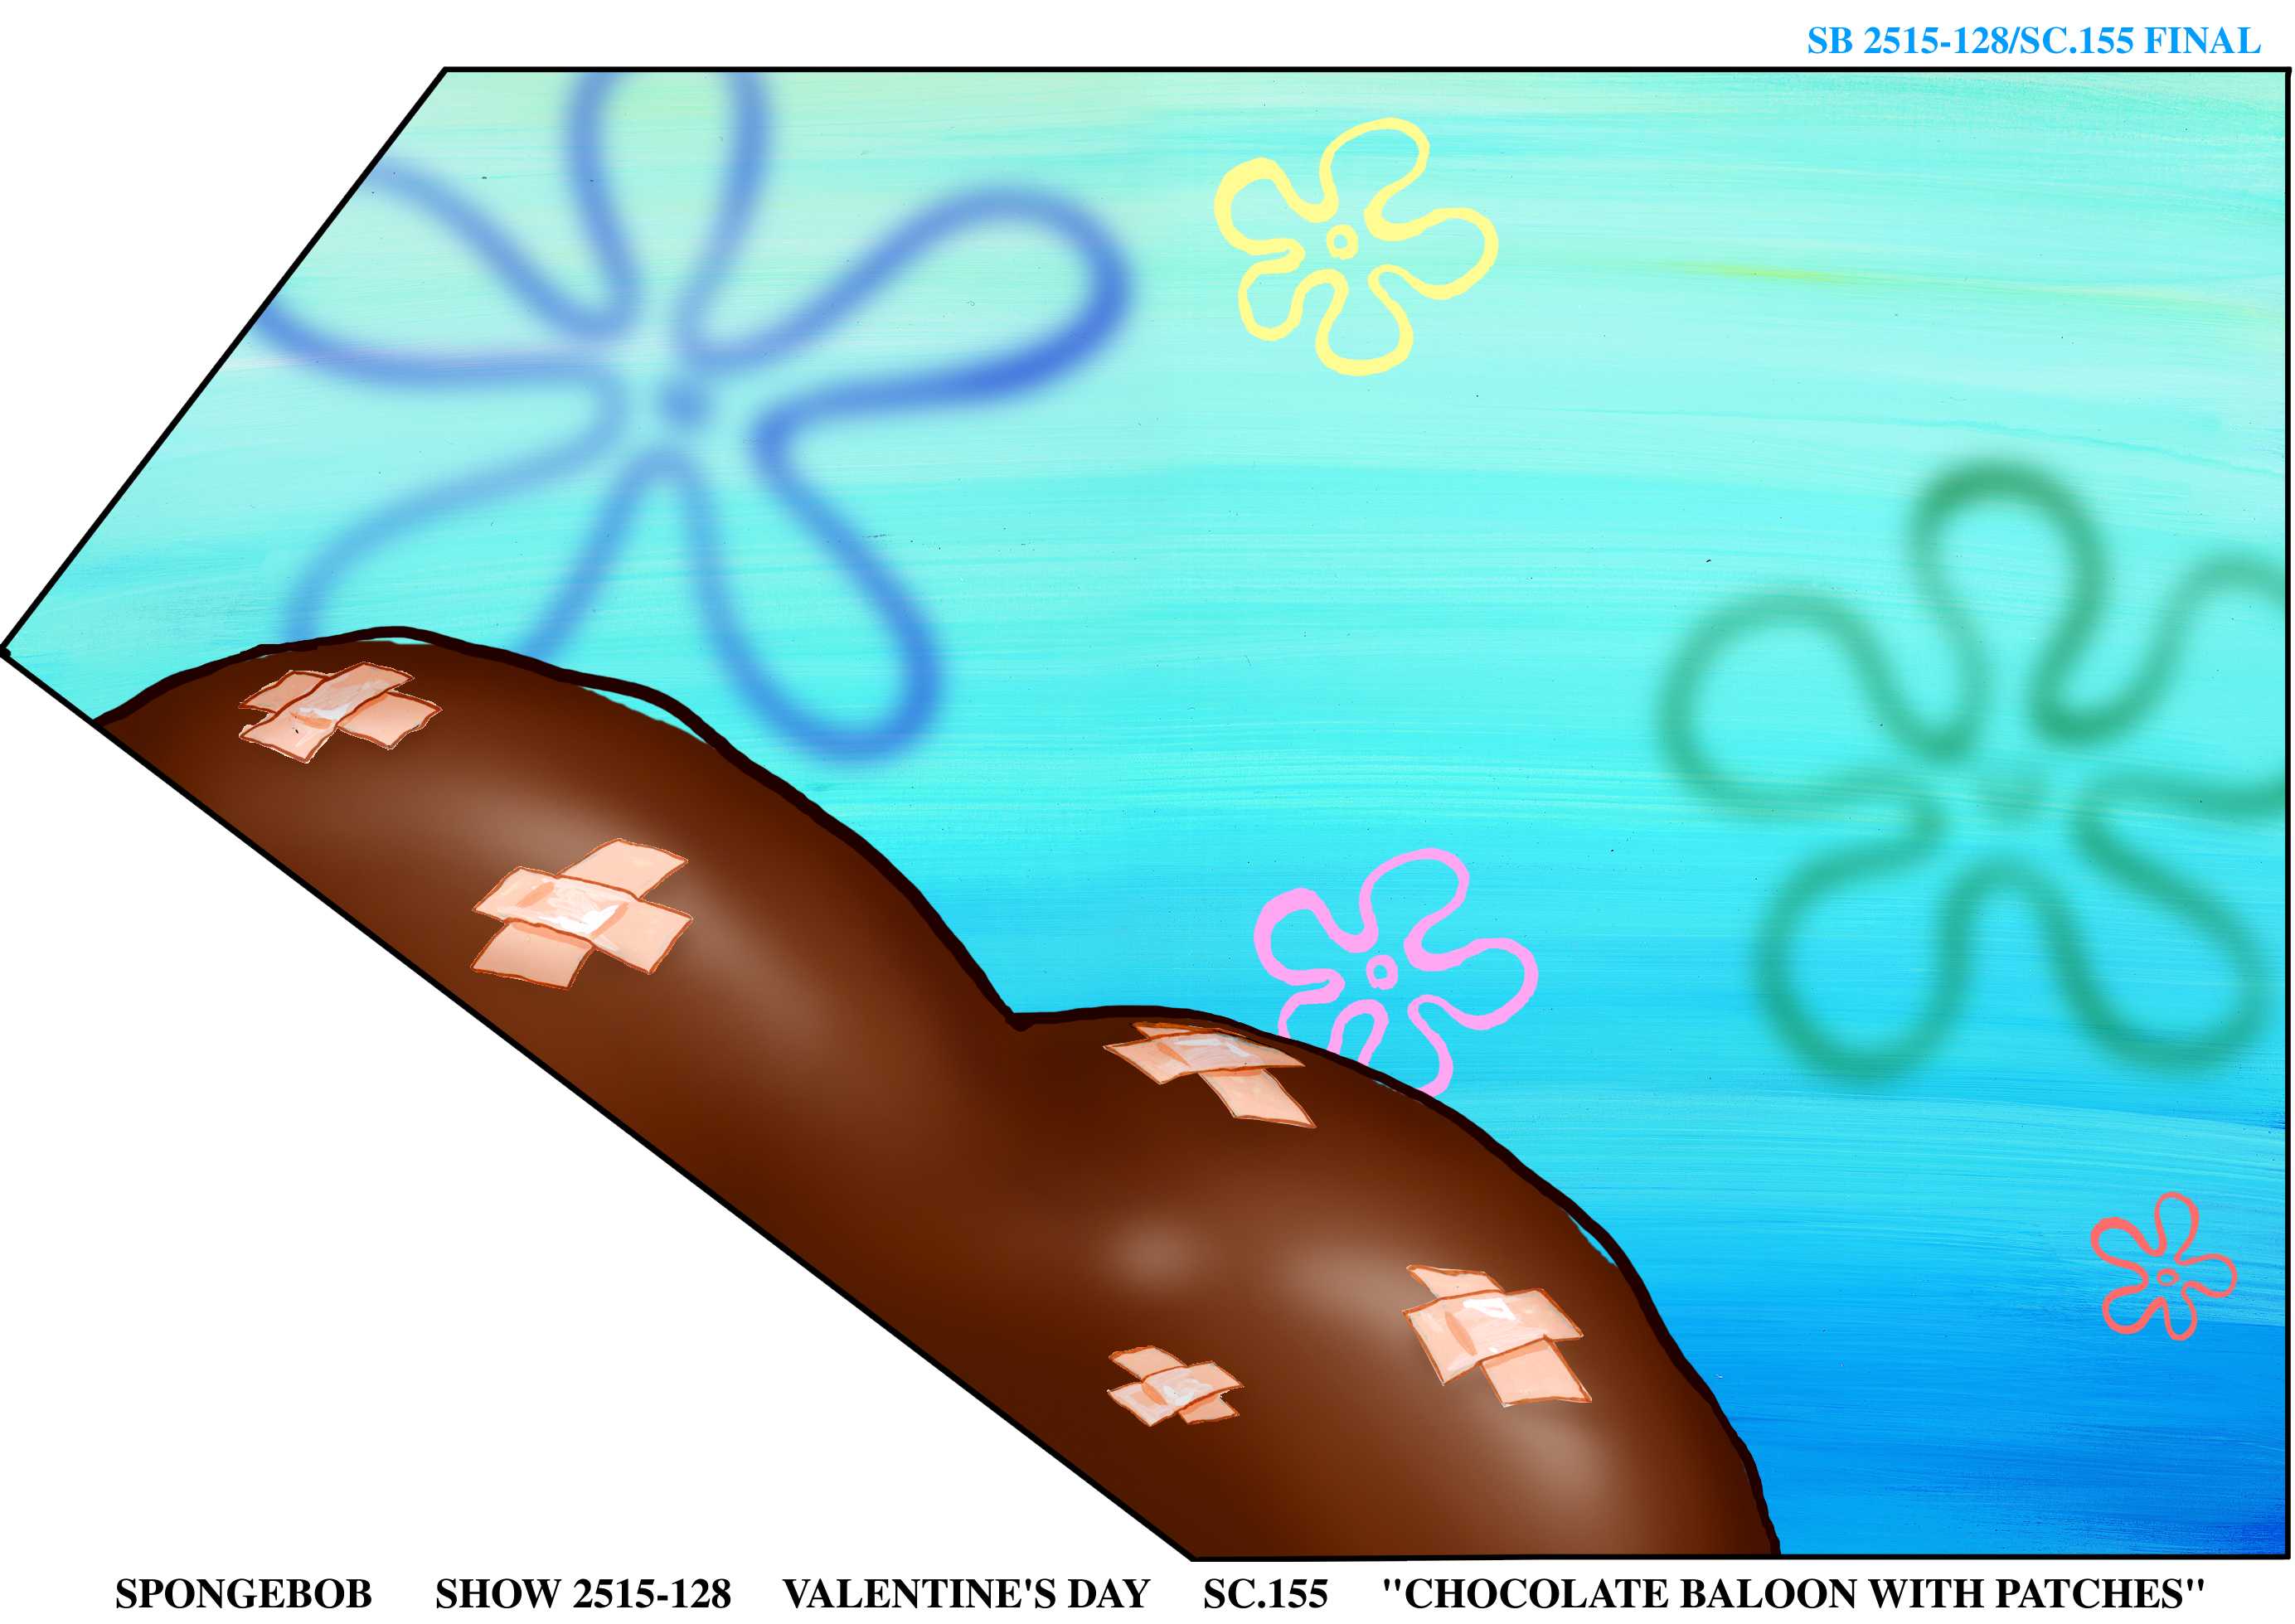 SB 2515-128/SC.155 FINAL
SPONGEBOB SHOW 2515-128 VALENTINE'S DAY SC.155 "CHOCOLATE BALOON WITH PATCHES"